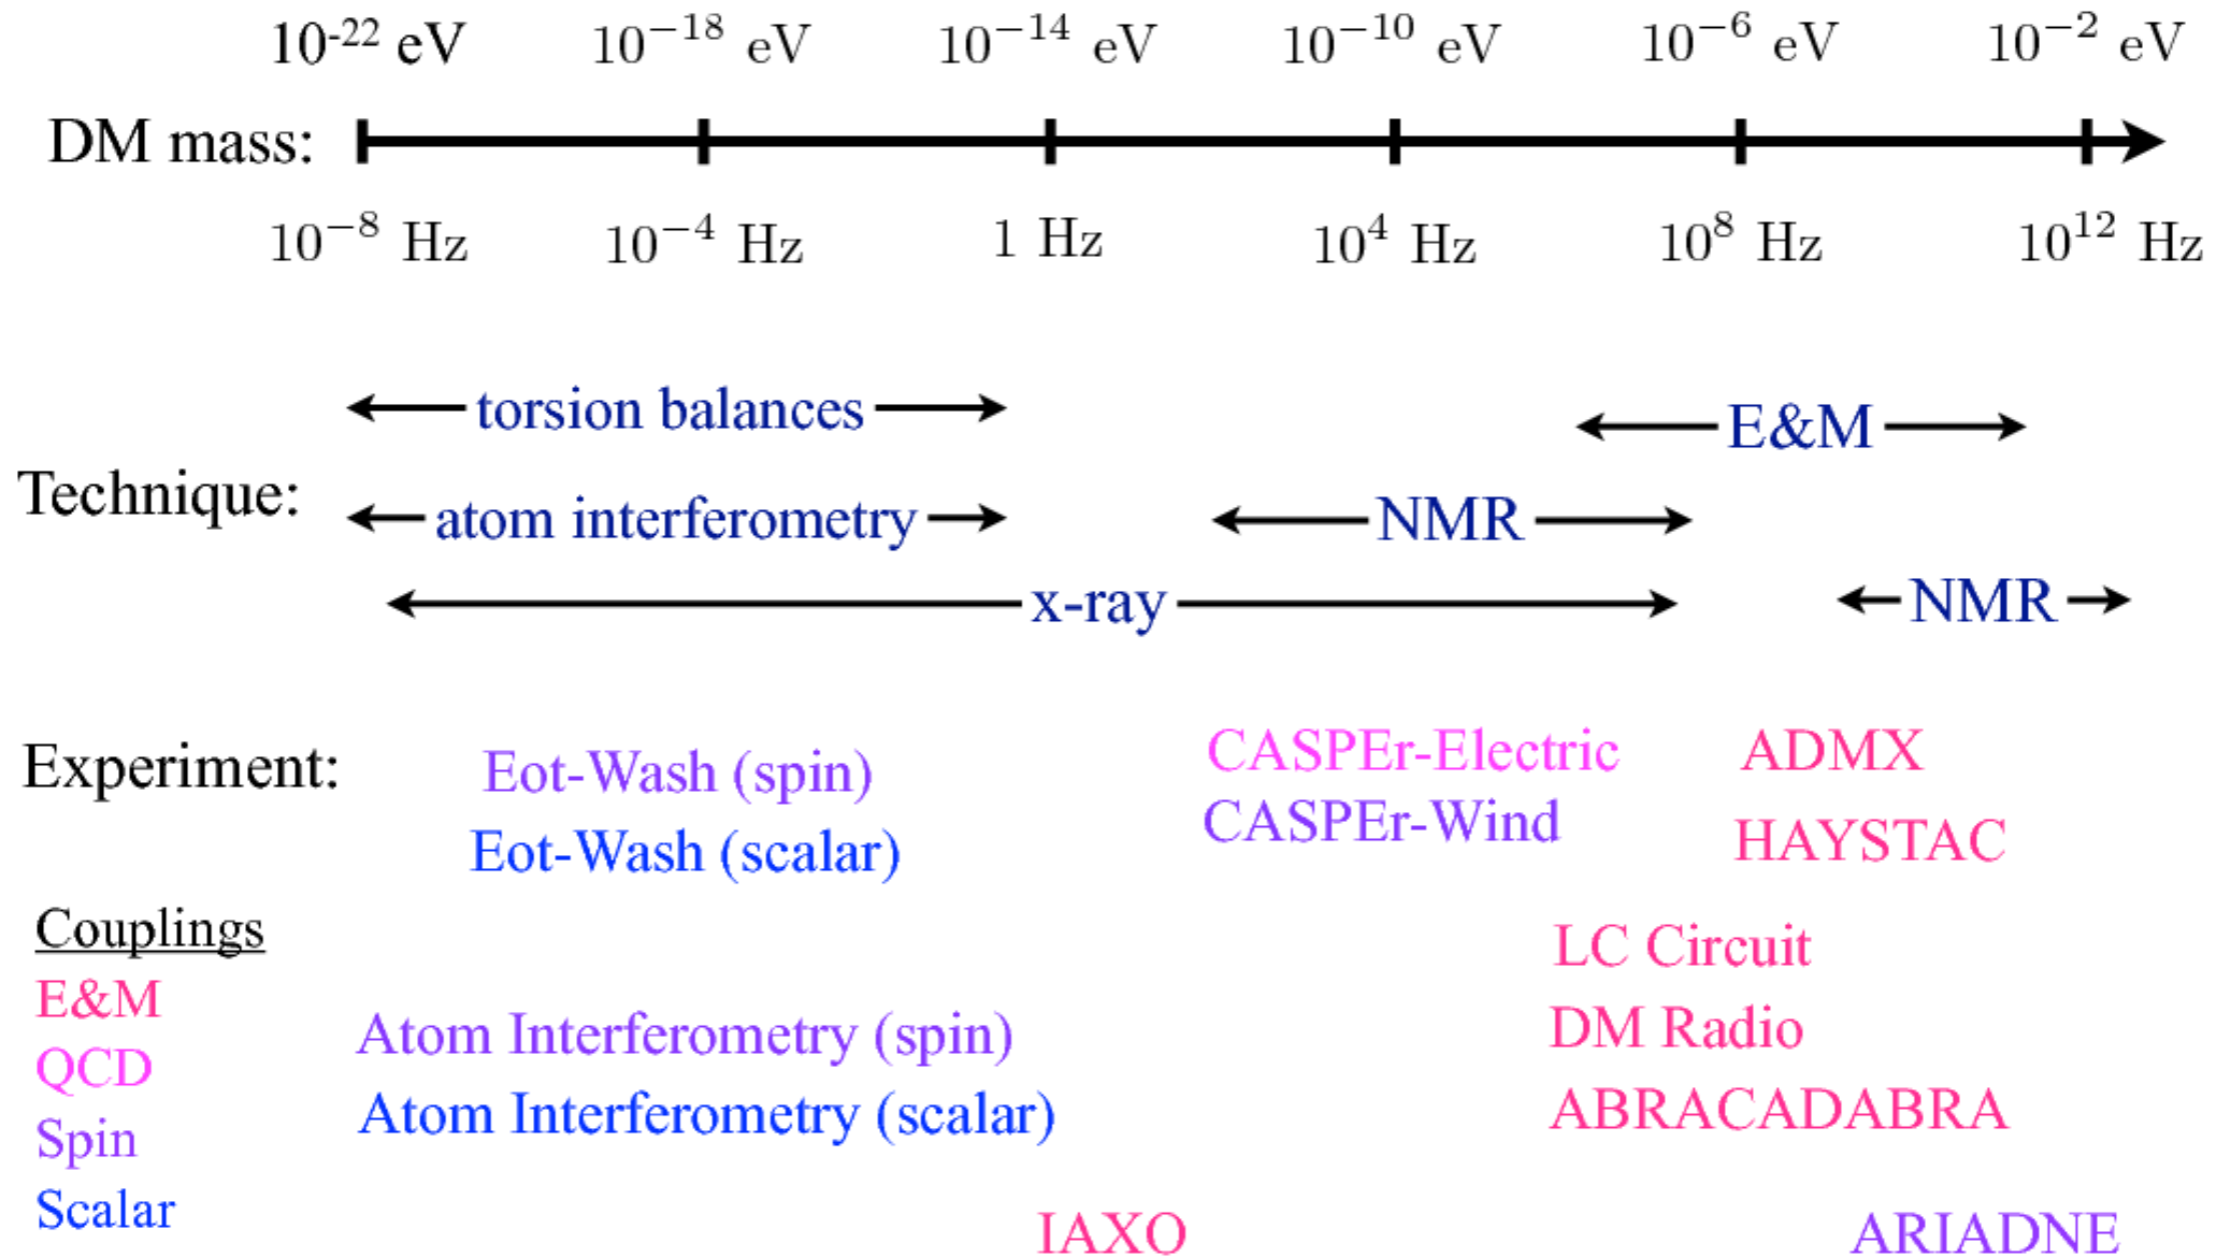 10⁻²² eV 10⁻¹⁸ eV 10⁻¹⁴ eV 10⁻¹⁰ eV 10⁻⁶ eV 10⁻² eV
DM mass:
10⁻⁸ Hz 10⁻⁴ Hz 1 Hz 10⁴ Hz 10⁸ Hz 10¹² Hz
torsion balances E&M
Technique:
atom interferometry NMR
x-ray NMR
Experiment:
Eot-Wash (spin) CASPEr-Electric ADMX
Eot-Wash (scalar) CASPEr-Wind HAYSTAC
Couplings
LC Circuit
E&M
Atom Interferometry (spin) DM Radio
QCD
Atom Interferometry (scalar) ABRACADABRA
Spin
Scalar
IAXO ARIADNE